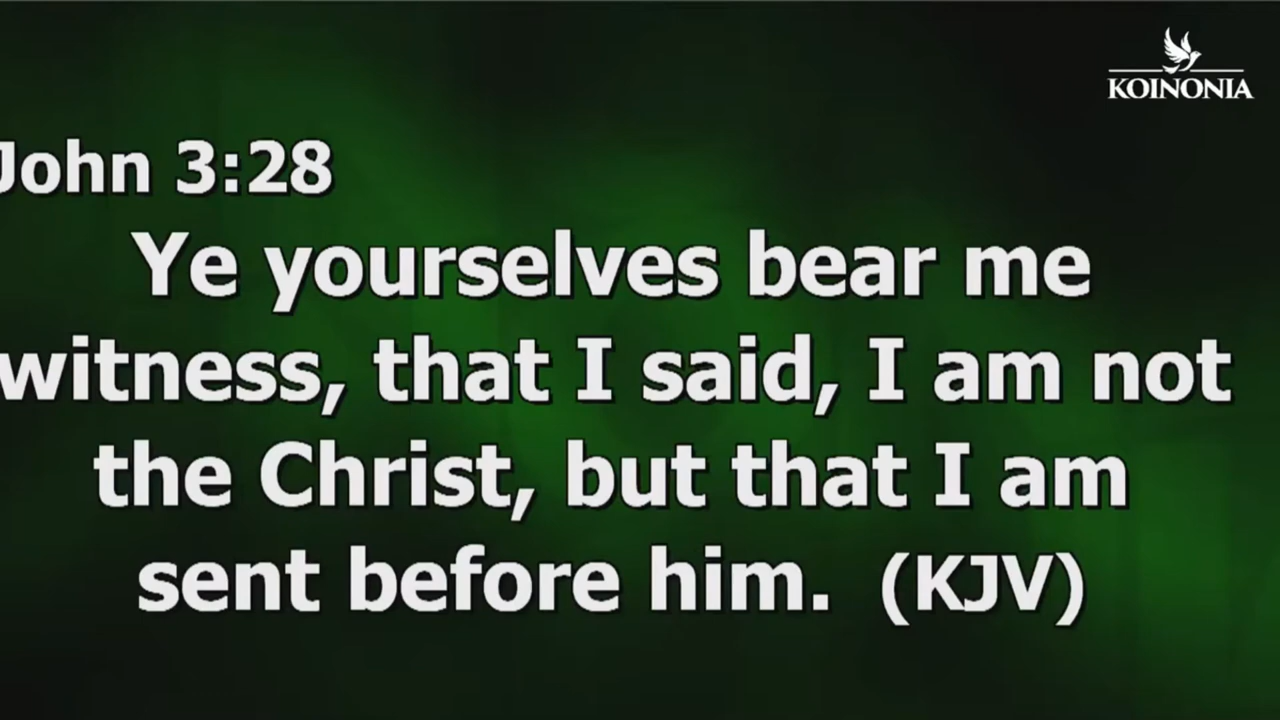 KOINONIA
John 3:28
Ye yourselves bear me
witness, that I said, I am not
the Christ, but that I am
sent before him. (KJV)